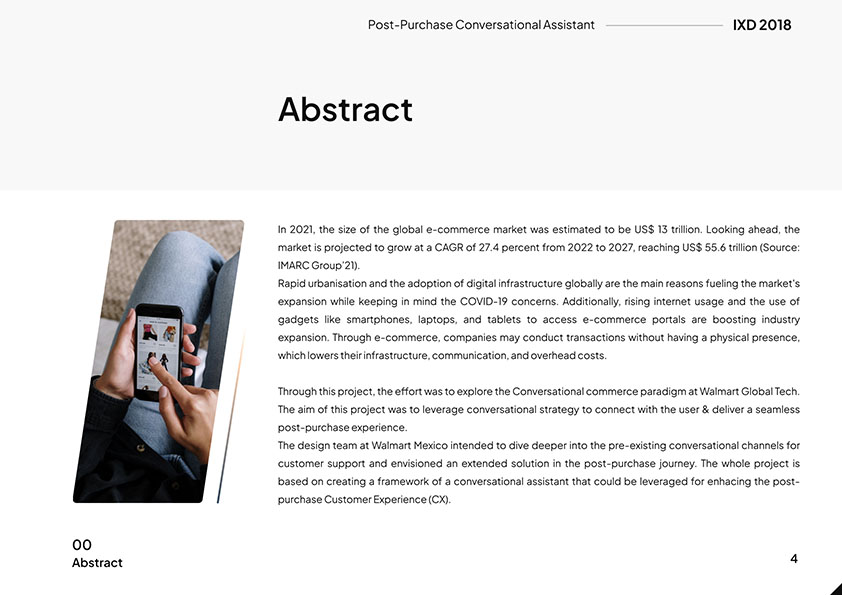 Post-Purchase Conversational Assistant
IXD 2018
Abstract
In 2021, the size of the global e-commerce market was estimated to be US$ 13 trillion. Looking ahead, the
market is projected to grow at a CAGR of 27.4 percent from 2022 to 2027, reaching US$ 55.6 trillion (Source:
IMARC Group'21).
Rapid urbanisation and the adoption of digital infrastructure globally are the main reasons fueling the market's
expansion while keeping in mind the COVID-19 concerns. Additionally, rising internet usage and the use of
gadgets like smartphones, laptops, and tablets to access e-commerce portals are boosting industry
expansion. Through e-commerce, companies may conduct transactions without having a physical presence,
which lowers their infrastructure, communication, and overhead costs.
Through this project, the effort was to explore the Conversational commerce paradigm at Walmart Global Tech.
The aim of this project was to leverage conversational strategy to connect with the user & deliver a seamless
post-purchase experience.
The design team at Walmart Mexico intended to dive deeper into the pre-existing conversational channels for
customer support and envisioned an extended solution in the post-purchase journey. The whole project is
based on creating a framework of a conversational assistant that could be leveraged for enhacing the post-
purchase Customer Experience (CX).
00
Abstract
4